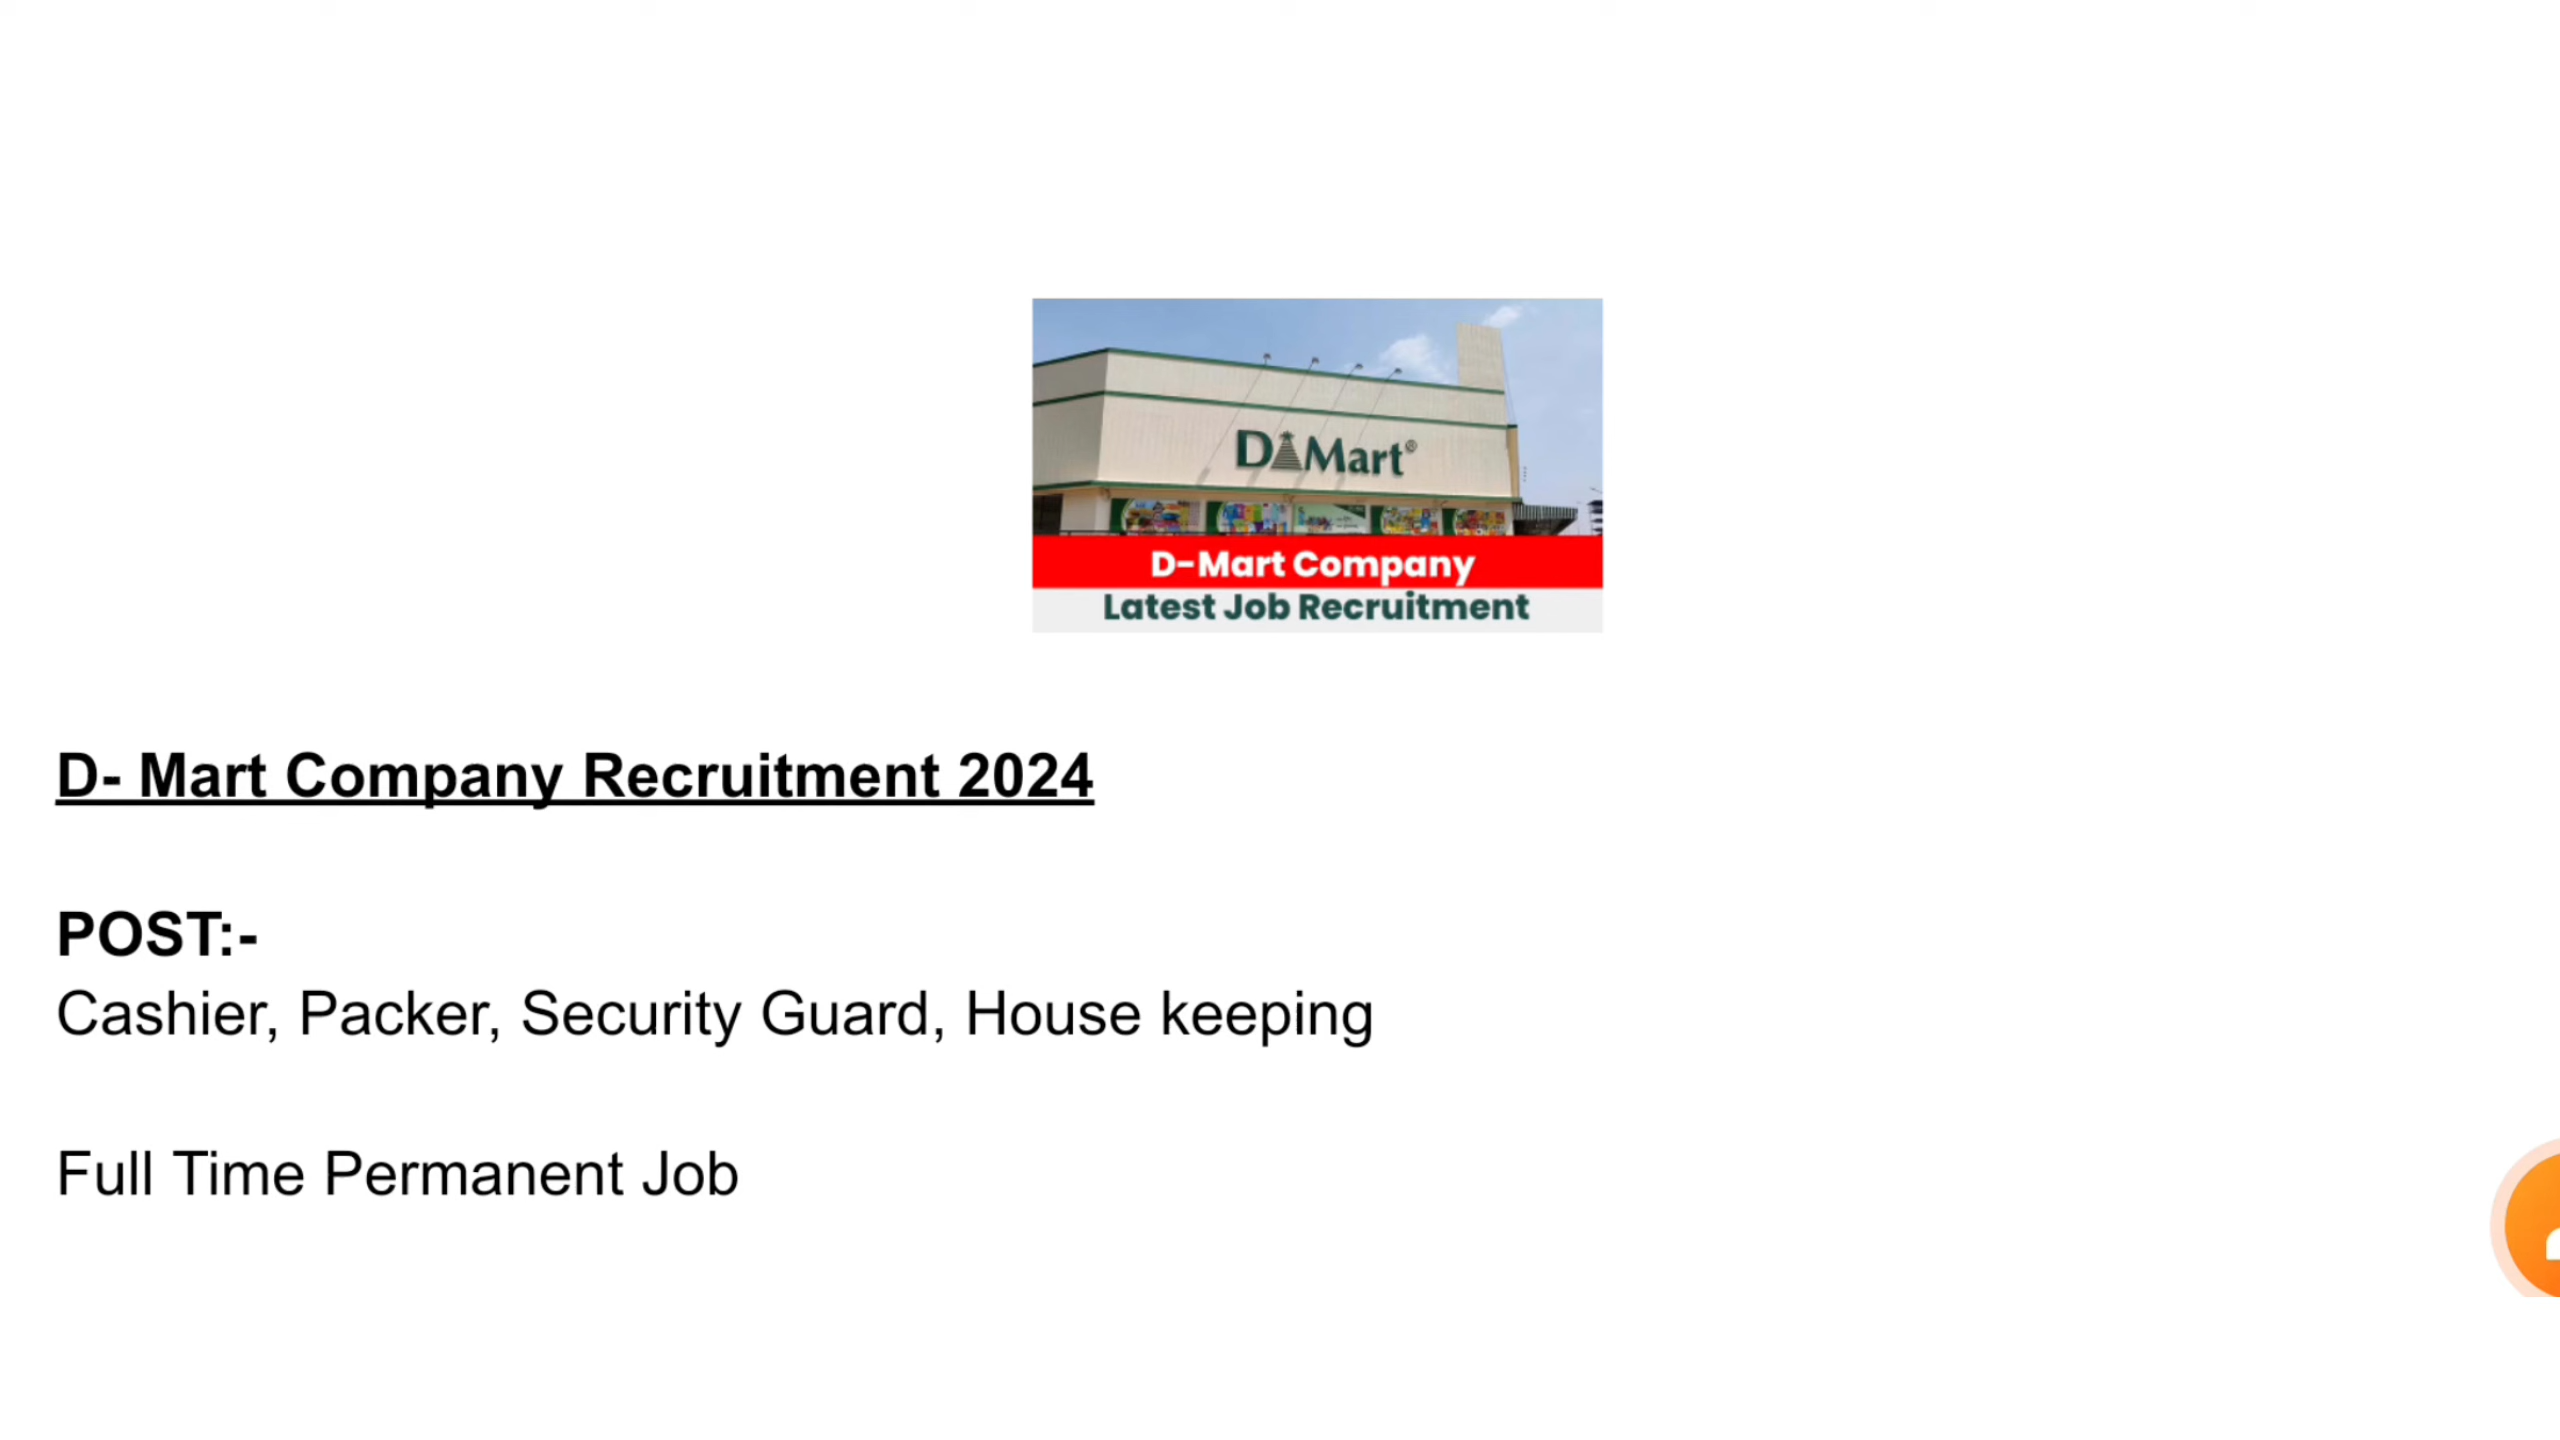 D Mart®
D-Mart Company
Latest Job Recruitment
D- Mart Company Recruitment 2024
POST:-
Cashier, Packer, Security Guard, House keeping
Full Time Permanent Job